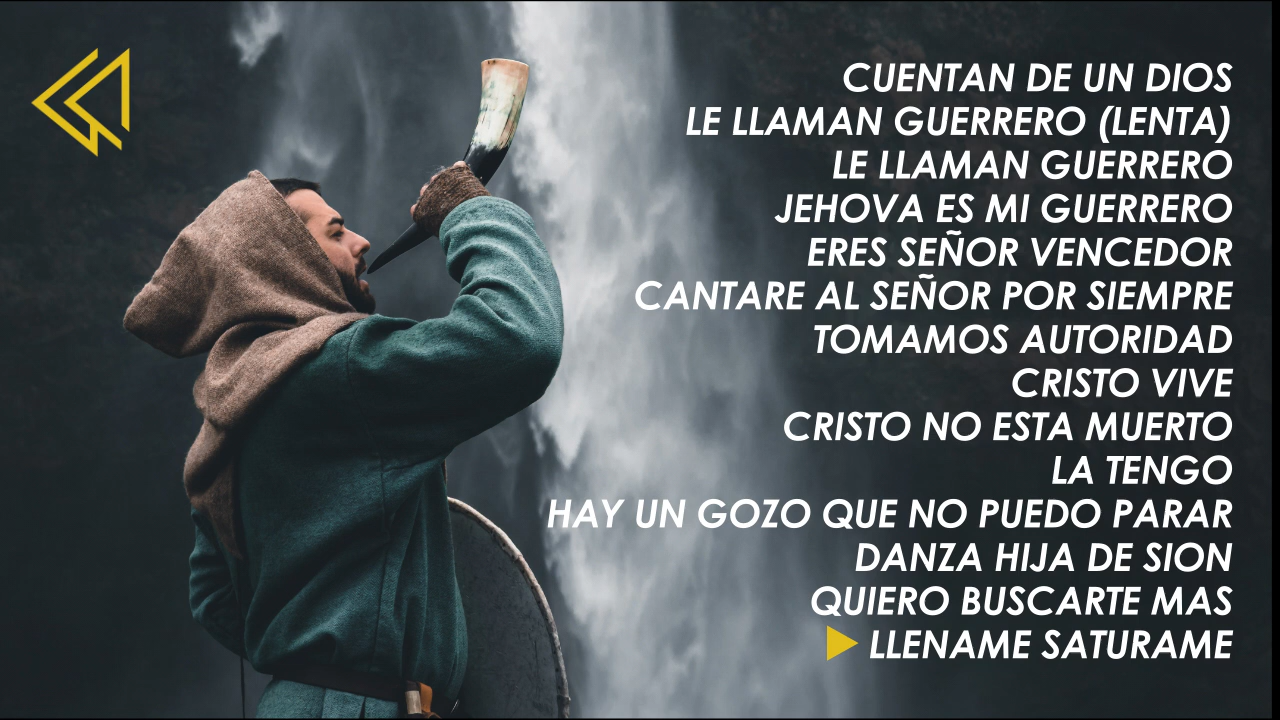 CUENTAN DE UN DIOS
LE LLAMAN GUERRERO (LENTA)
LE LLAMAN GUERRERO
JEHOVA ES MI GUERRERO
ERES SEÑOR VENCEDOR
CANTARE AL SEÑOR POR SIEMPRE
TOMAMOS AUTORIDAD
CRISTO VIVE
CRISTO NO ESTA MUERTO
LA TENGO
HAY UN GOZO QUE NO PUEDO PARAR
DANZA HIJA DE SION
QUIERO BUSCARTE MAS
LLENAME SATURAME